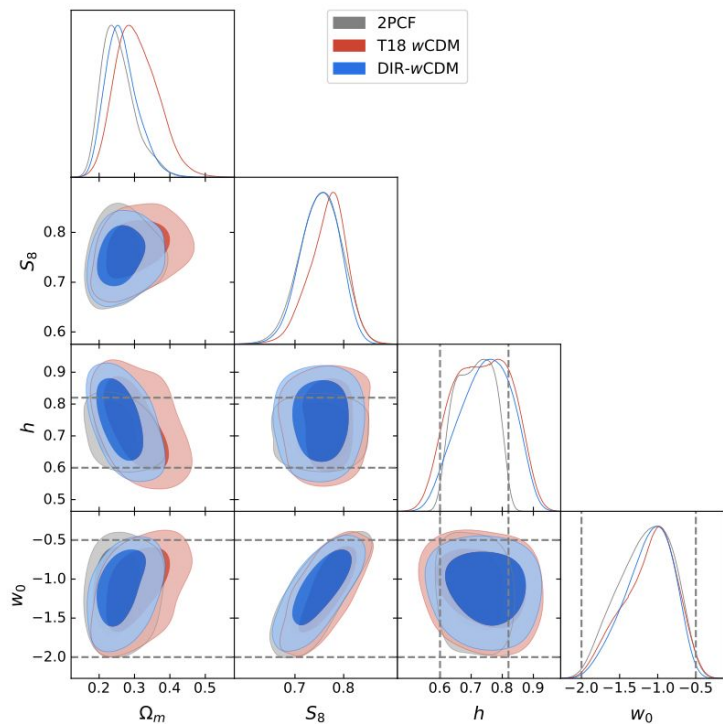 2PCF
T18 wCDM
DIR-wCDM
0.8
0.7
0.6
S₈
0.9
0.8
0.7
0.6
0.5
h
−0.5
−1.0
−1.5
−2.0
w₀
0.2 0.3 0.4 0.5
0.7 0.8
0.6 0.7 0.8 0.9
−2.0 −1.5 −1.0 −0.5
Ωₘ
S₈
h
w₀